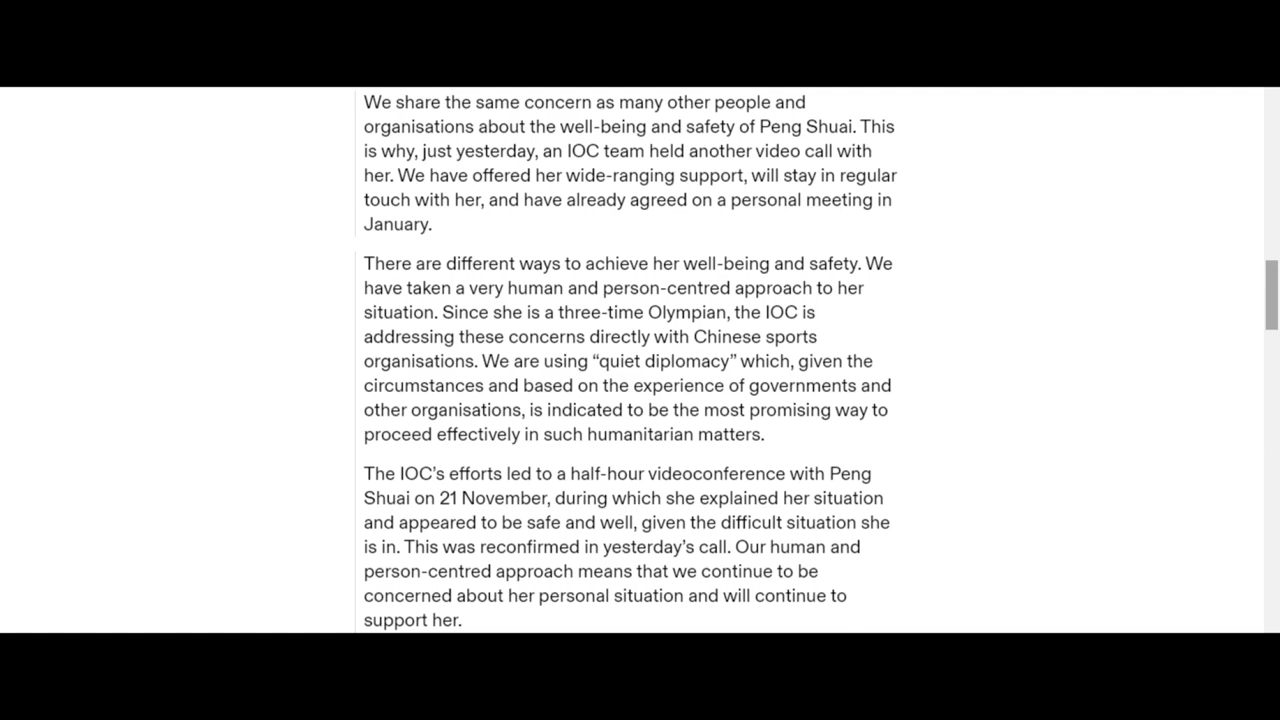 We share the same concern as many other people and
organisations about the well-being and safety of Peng Shuai. This
is why, just yesterday, an IOC team held another video call with
her. We have offered her wide-ranging support, will stay in regular
touch with her, and have already agreed on a personal meeting in
January.
There are different ways to achieve her well-being and safety. We
have taken a very human and person-centred approach to her
situation. Since she is a three-time Olympian, the IOC is
addressing these concerns directly with Chinese sports
organisations. We are using “quiet diplomacy” which, given the
circumstances and based on the experience of governments and
other organisations, is indicated to be the most promising way to
proceed effectively in such humanitarian matters.
The IOC’s efforts led to a half-hour videoconference with Peng
Shuai on 21 November, during which she explained her situation
and appeared to be safe and well, given the difficult situation she
is in. This was reconfirmed in yesterday’s call. Our human and
person-centred approach means that we continue to be
concerned about her personal situation and will continue to
support her.